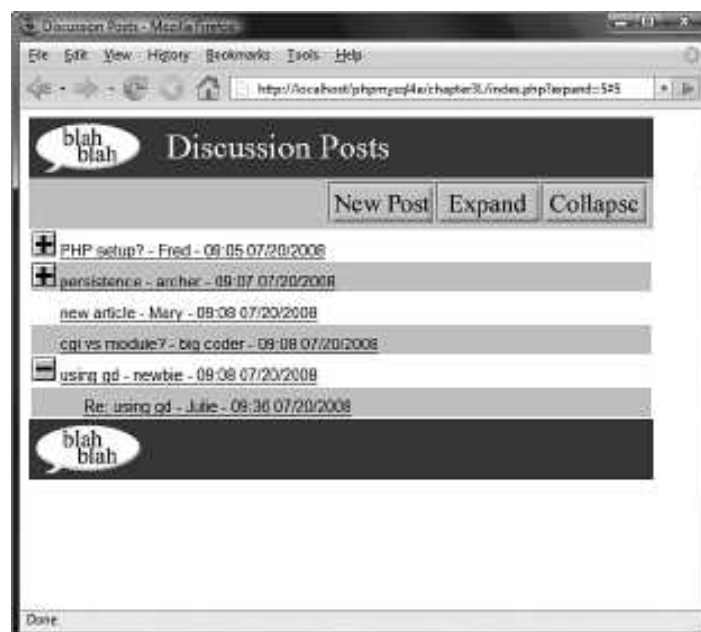 Discussion Posts - Mozilla Firefox
File Edit View History Bookmarks Tools Help
http://localhost/phpmysql4e/chapter31/index.php?expand=5#5
blah
blah
Discussion Posts
New Post Expand Collapse
PHP setup? - Fred - 09:05 07/20/2008
persistence - archer - 09:07 07/20/2008
new article - Mary - 09:08 07/20/2008
cgi vs module? - big coder - 09:08 07/20/2008
using gd - newbie - 09:08 07/20/2008
Re: using gd - Julie - 09:36 07/20/2008
blah
blah
Done